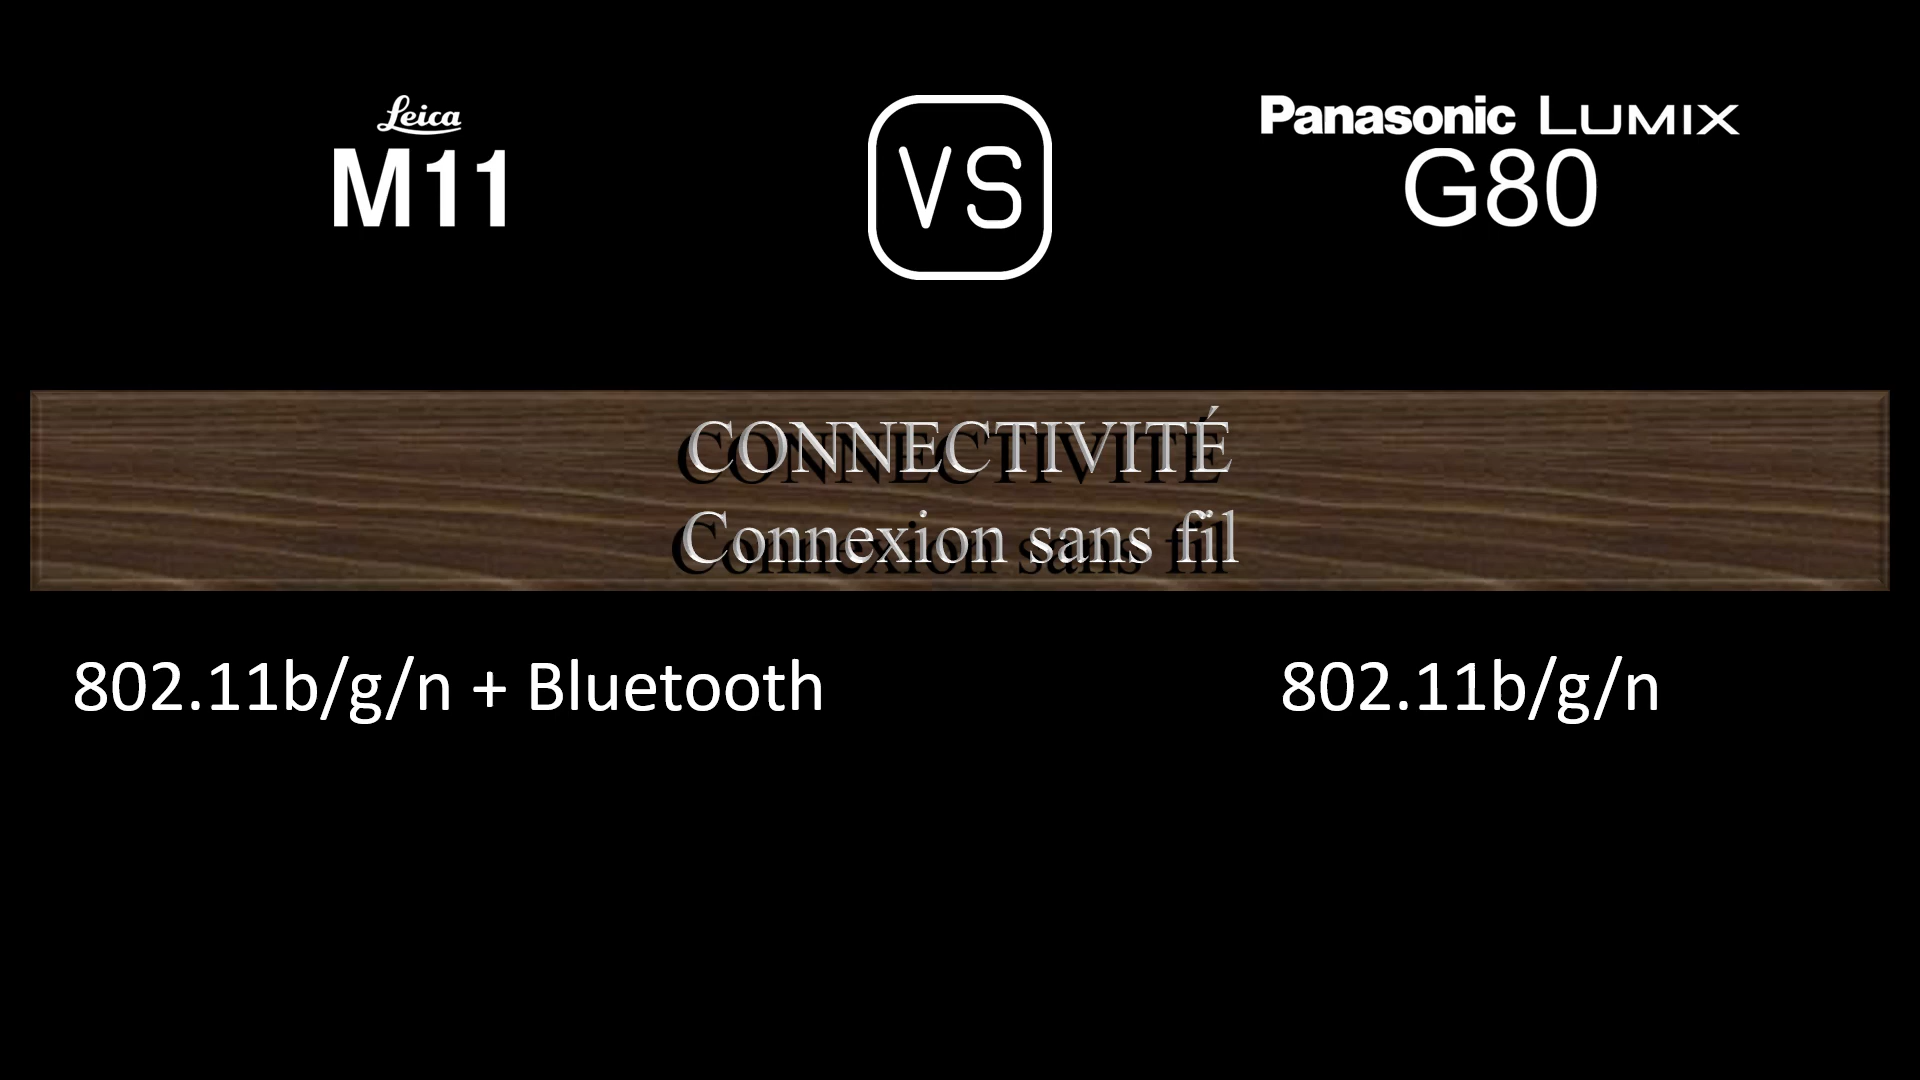 Leica
M11
VS
Panasonic LUMIX
G80
CONNECTIVITÉ
Connexion sans fil
802.11b/g/n + Bluetooth
802.11b/g/n